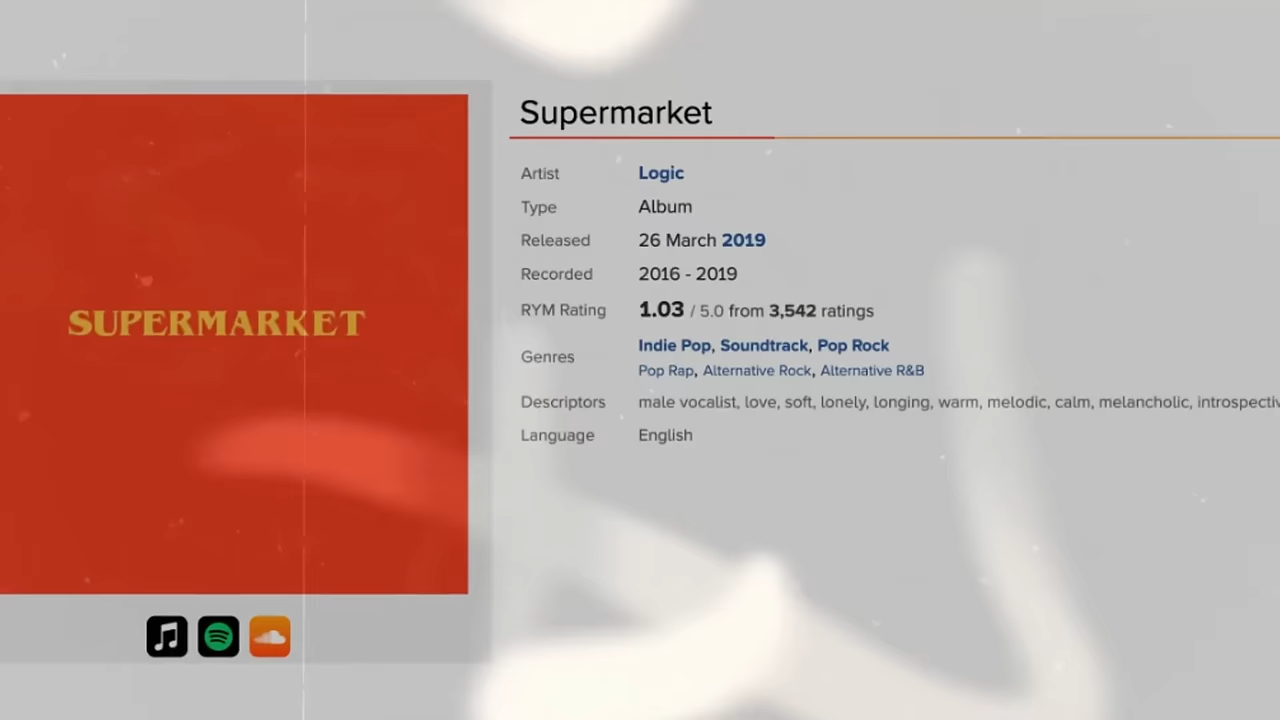 Supermarket
SUPERMARKET
Artist Logic
Type Album
Released 26 March 2019
Recorded 2016 - 2019
RYM Rating 1.03 / 5.0 from 3,542 ratings
Genres Indie Pop, Soundtrack, Pop Rock
Pop Rap, Alternative Rock, Alternative R&B
Descriptors male vocalist, love, soft, lonely, longing, warm, melodic, calm, melancholic, introspectiv
Language English